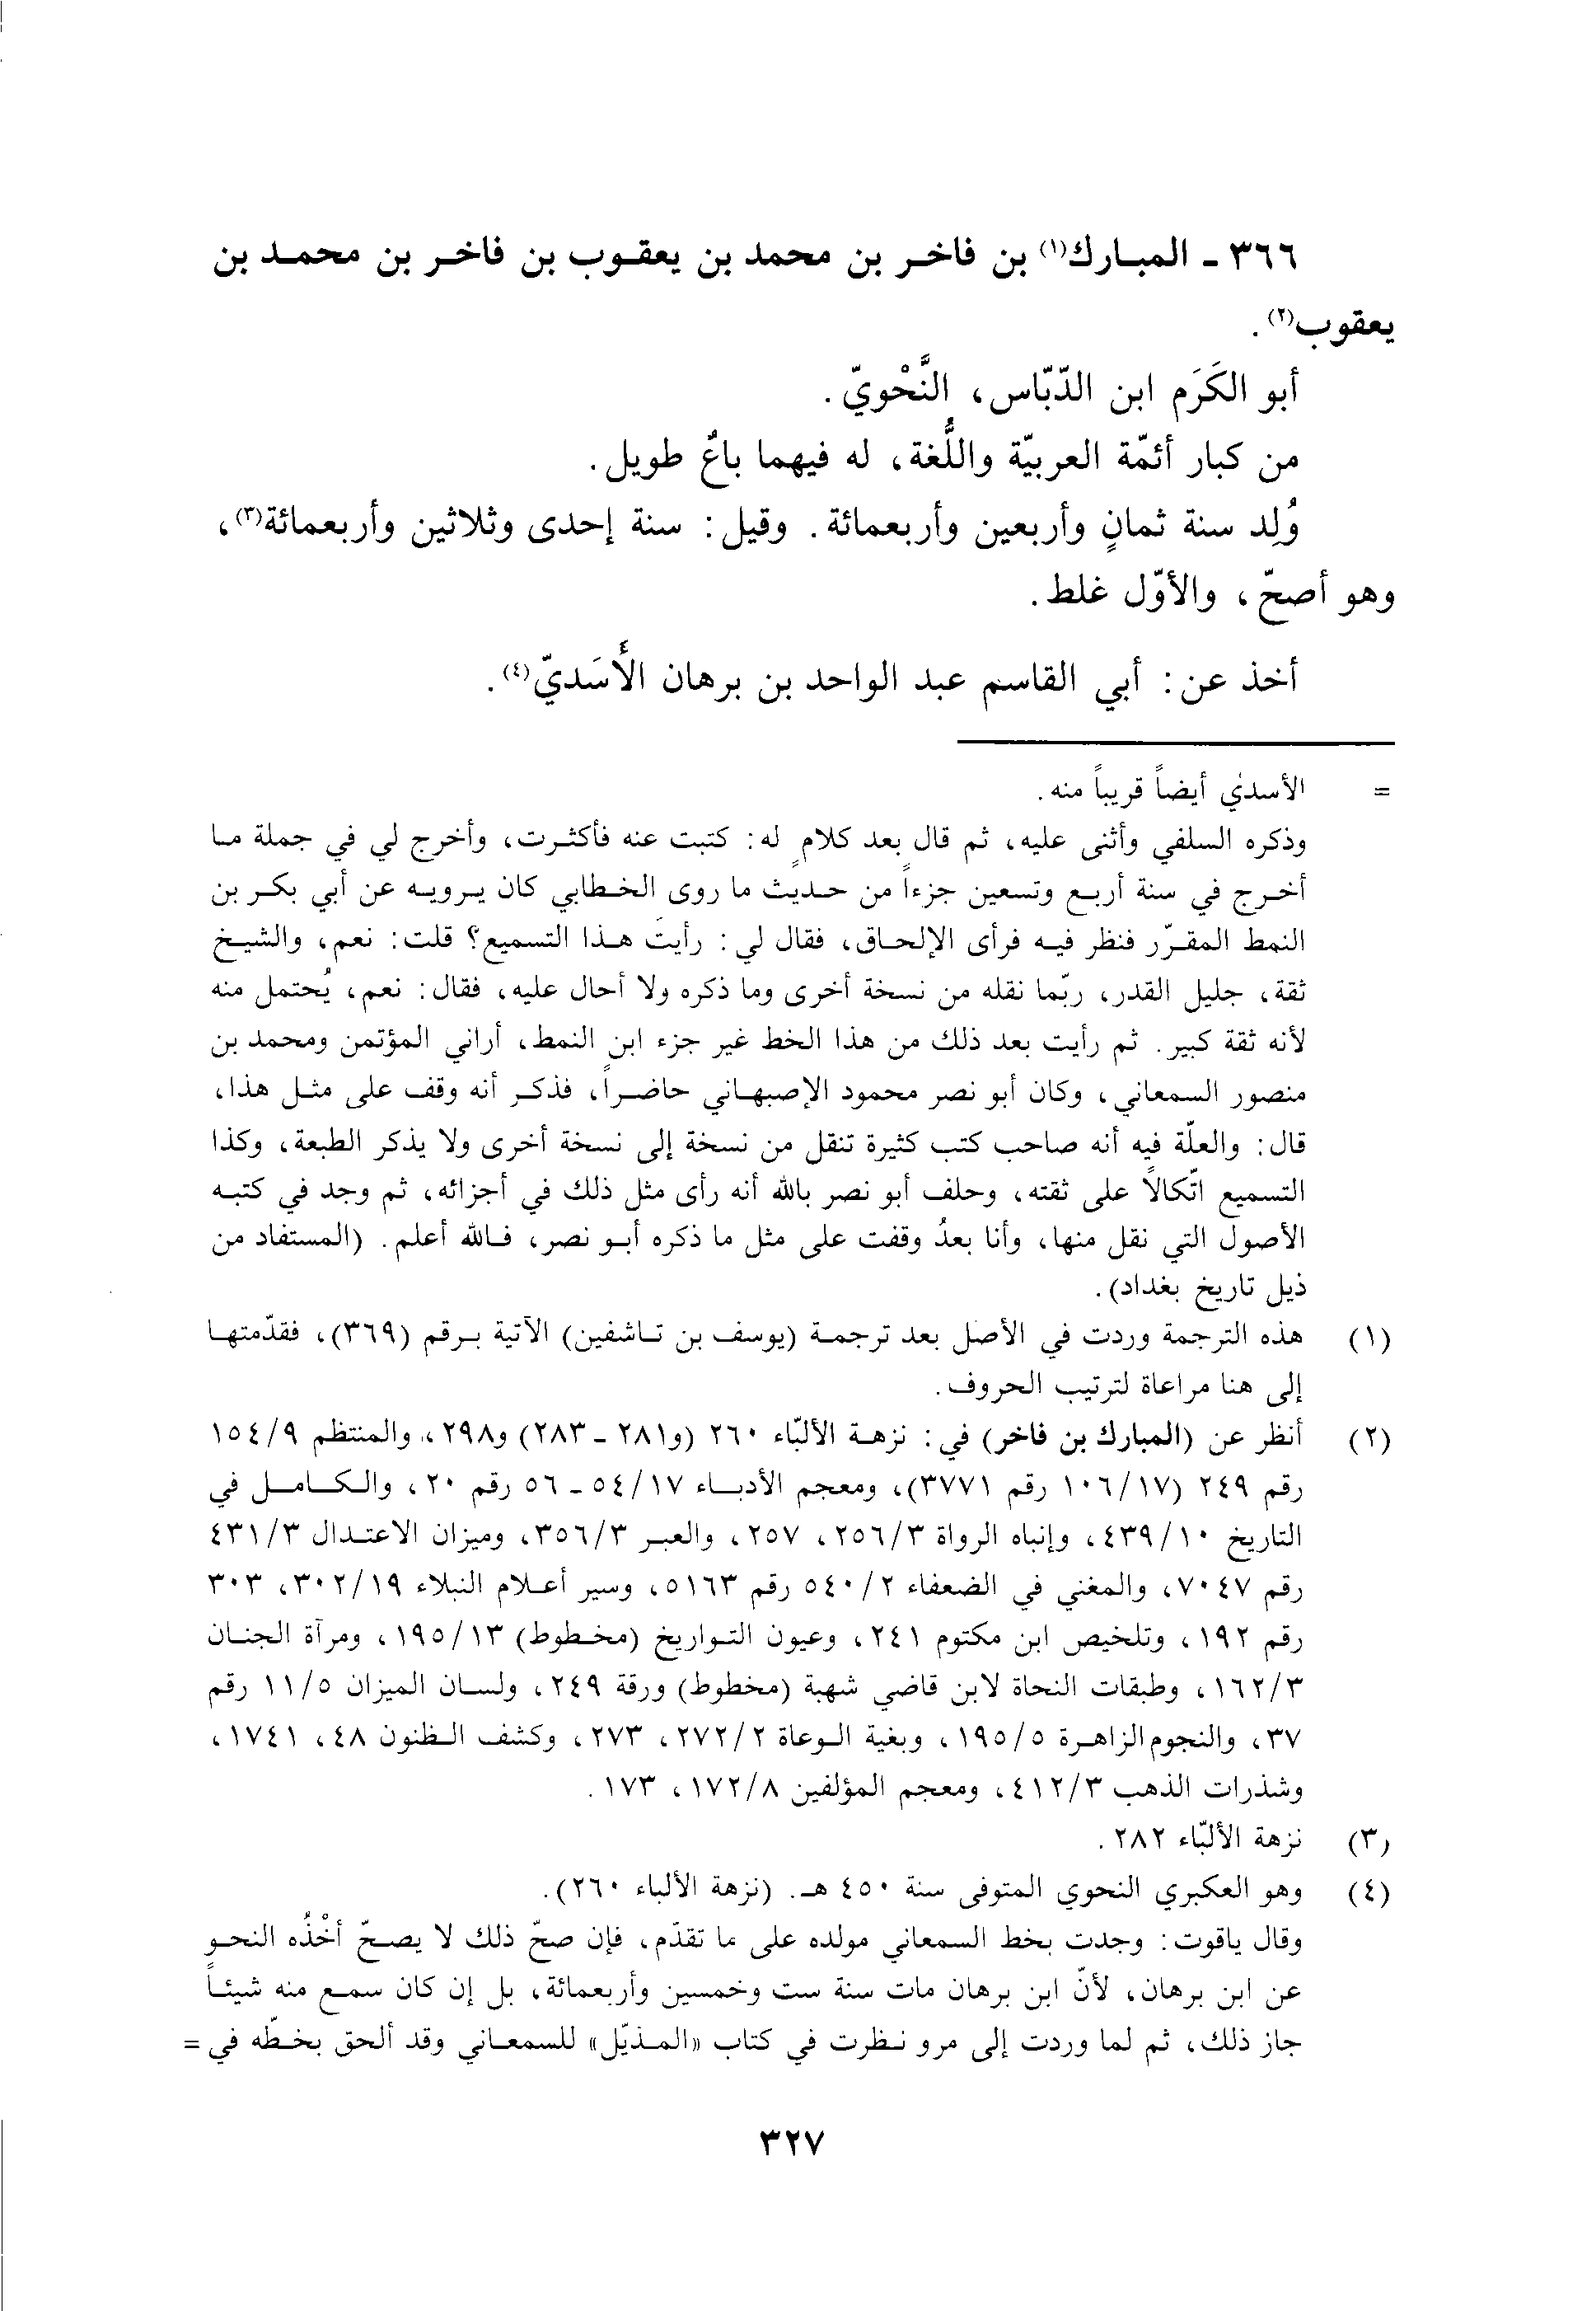 ٣٦٦ - المبارك(١) بن فاخر بن محمد بن يعقوب بن فاخر بن محمد بن
يعقوب(٢).
أبو الكَرَم ابن الدّبّاس، النَّحْويّ.
من كبار أئمّة العربيّة واللُّغة، له فيهما باعٌ طويل.
وُلِد سنة ثمانٍ وأربعين وأربعمائة. وقيل: سنة إحدى وثلاثين وأربعمائة(٣)،
وهو أصحّ، والأوّل غلط.
أخذ عن: أبي القاسم عبد الواحد بن برهان الأَسَديّ(٤).
= الأسدي أيضاً قريباً منه.
وذكره السلفي وأثنى عليه، ثم قال بعد كلامٍ له: كتبت عنه فأكثرت، وأخرج لي في جملة ما
أخرج في سنة أربع وتسعين جزءاً من حديث ما روى الخطابي كان يرويه عن أبي بكر بن
النمط المقرّر فنظر فيه فرأى الإلحاق، فقال لي: رأيتَ هذا التسميع؟ قلت: نعم، والشيخ
ثقة، جليل القدر، ربّما نقله من نسخة أخرى وما ذكره ولا أحال عليه، فقال: نعم، يُحتمل منه
لأنه ثقة كبير. ثم رأيت بعد ذلك من هذا الخط غير جزء ابن النمط، أراني المؤتمن ومحمد بن
منصور السمعاني، وكان أبو نصر محمود الإصبهاني حاضراً، فذكر أنه وقف على مثل هذا،
قال: والعلّة فيه أنه صاحب كتب كثيرة تنقل من نسخة إلى نسخة أخرى ولا يذكر الطبعة، وكذا
التسميع اتّكالاً على ثقته، وحلف أبو نصر بالله أنه رأى مثل ذلك في أجزائه، ثم وجد في كتبه
الأصول التي نقل منها، وأنا بعدُ وقفت على مثل ما ذكره أبو نصر، فالله أعلم. (المستفاد من
ذيل تاريخ بغداد).
(١) هذه الترجمة وردت في الأصل بعد ترجمة (يوسف بن تاشفين) الآتية برقم (٣٦٩)، فقدّمتها
إلى هنا مراعاة لترتيب الحروف.
(٢) أنظر عن (المبارك بن فاخر) في: نزهة الألبّاء ٢٦٠ (و٢٨١ - ٢٨٣) و٢٩٨، والمنتظم ١٥٤/٩
رقم ٢٤٩ (١٠٦/١٧ رقم ٣٧٧١)، ومعجم الأدباء ٥٤/١٧ - ٥٦ رقم ٢٠، والكامل في
التاريخ ٤٣٩/١٠، وإنباه الرواة ٢٥٦/٣، ٢٥٧، والعبر ٣٥٦/٣، وميزان الاعتدال ٤٣١/٣
رقم ٧٠٤٧، والمغني في الضعفاء ٥٤٠/٢ رقم ٥١٦٣، وسير أعلام النبلاء ٣٠٢/١٩، ٣٠٣
رقم ١٩٢، وتلخيص ابن مكتوم ٢٤١، وعيون التواريخ (مخطوط) ١٩٥/١٣، ومرآة الجنان
١٦٢/٣، وطبقات النحاة لابن قاضي شهبة (مخطوط) ورقة ٢٤٩، ولسان الميزان ١١/٥ رقم
٣٧، والنجوم الزاهرة ١٩٥/٥، وبغية الوعاة ٢٧٢/٢، ٢٧٣، وكشف الظنون ٤٨، ١٧٤١،
وشذرات الذهب ٤١٢/٣، ومعجم المؤلفين ١٧٢/٨، ١٧٣.
(٣) نزهة الألبّاء ٢٨٢.
(٤) وهو العكبري النحوي المتوفى سنة ٤٥٠ هـ. (نزهة الألباء ٢٦٠).
وقال ياقوت: وجدت بخط السمعاني مولده على ما تقدّم، فإن صحّ ذلك لا يصحّ أخْذُه النحو
عن ابن برهان، لأنّ ابن برهان مات سنة ست وخمسين وأربعمائة، بل إن كان سمع منه شيئاً
جاز ذلك، ثم لما وردت إلى مرو نظرت في كتاب «المذيّل» للسمعاني وقد ألحق بخطّه في =
٣٢٧